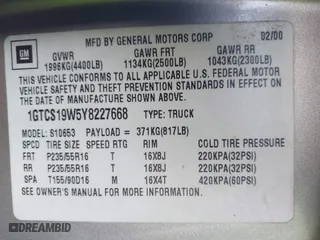 GM
MFD BY GENERAL MOTORS CORP 02/00
GVWR GAWR FRT GAWR RR
1996KG(4400LB) 1134KG(2500LB) 1043KG(2300LB)
THIS VEHICLE CONFORMS TO ALL APPLICABLE U.S. FEDERAL MOTOR
VEHICLE SAFETY AND THEFT PREVENTION STANDARDS IN EFFECT ON
THE DATE OF MANUFACTURE SHOWN ABOVE.
1GTCS19W5Y8227668 TYPE: TRUCK
MODEL: S10653 PAYLOAD = 371KG(817LB)
SPCD TIRE SIZE SPEED RTG RIM COLD TIRE PRESSURE
FRT P235/55R16 T 16X8J 220KPA(32PSI)
RR P235/55R16 T 16X8J 220KPA(32PSI)
SPA T155/90D16 M 16X4T 420KPA(60PSI)
SEE OWNER'S MANUAL FOR ADDITIONAL INFORMATION